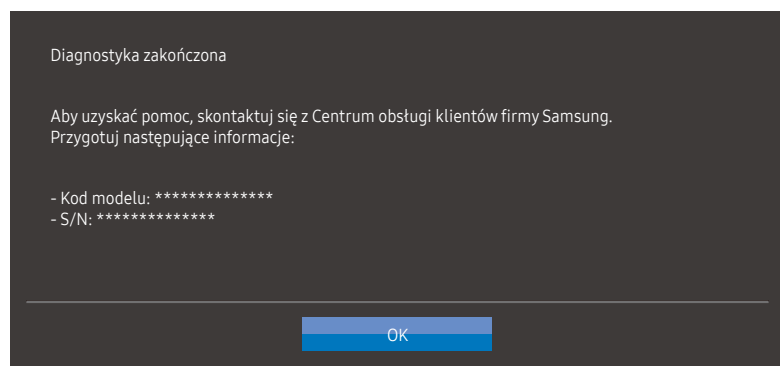 Diagnostyka zakończona
Aby uzyskać pomoc, skontaktuj się z Centrum obsługi klientów firmy Samsung.
Przygotuj następujące informacje:
- Kod modelu: **************
- S/N: **************
OK